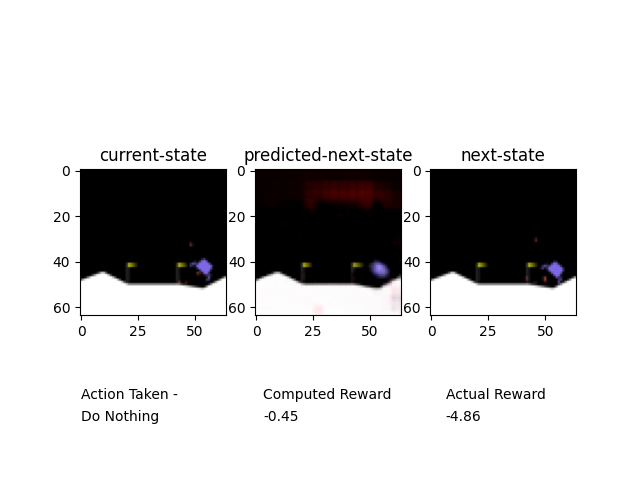 current-state predicted-next-state next-state
0 0 0
20 20 20
40 40 40
60 60 60
0 25 50 0 25 50 0 25 50
Action Taken - Computed Reward Actual Reward
Do Nothing -0.45 -4.86